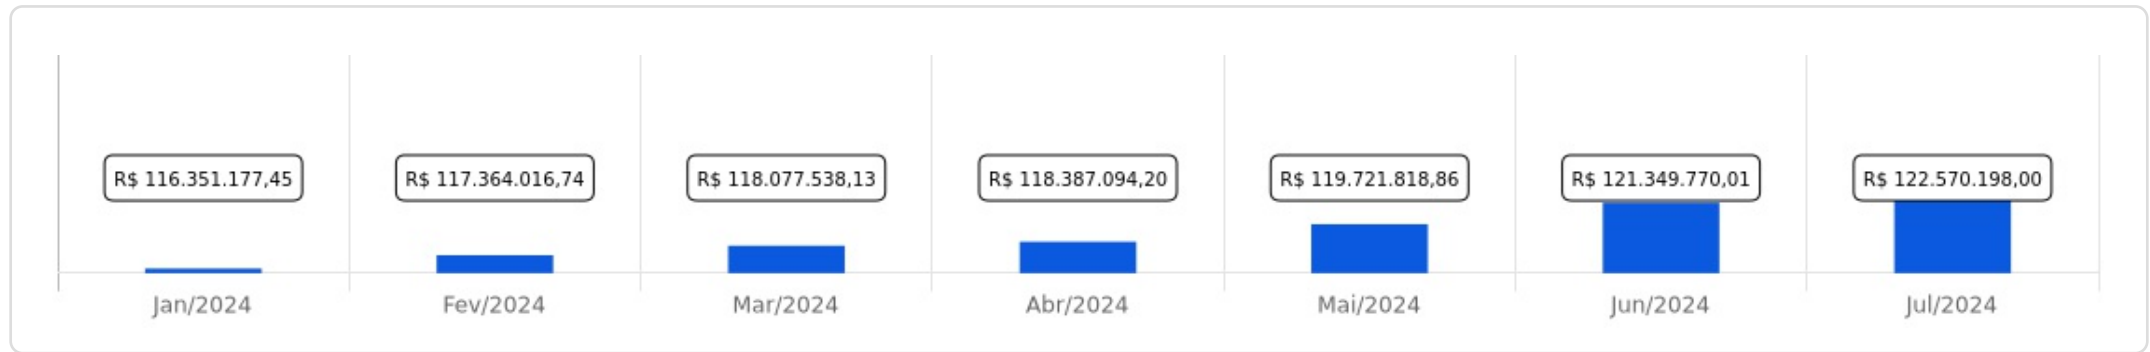 R$ 116.351.177,45 R$ 117.364.016,74 R$ 118.077.538,13 R$ 118.387.094,20 R$ 119.721.818,86 R$ 121.349.770,01 R$ 122.570.198,00
Jan/2024 Fev/2024 Mar/2024 Abr/2024 Mai/2024 Jun/2024 Jul/2024